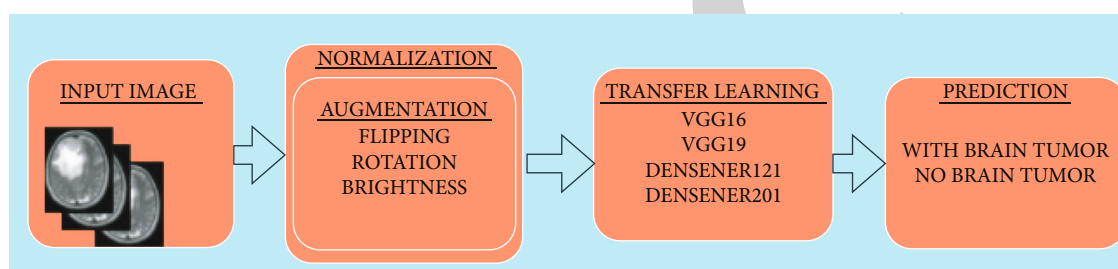 INPUT IMAGE
NORMALIZATION
AUGMENTATION
FLIPPING
ROTATION
BRIGHTNESS
TRANSFER LEARNING
VGG16
VGG19
DENSENER121
DENSENER201
PREDICTION
WITH BRAIN TUMOR
NO BRAIN TUMOR